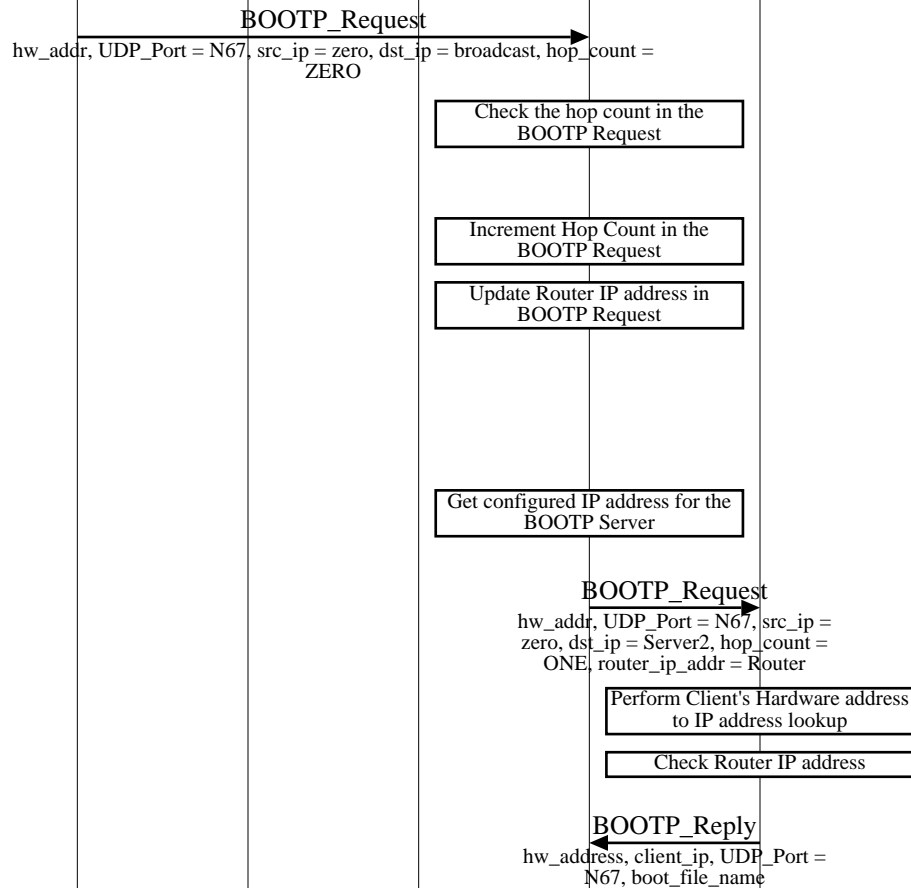 BOOTP_Request
hw_addr, UDP_Port = N67, src_ip = zero, dst_ip = broadcast, hop_count =
ZERO
Check the hop count in the
BOOTP Request
Increment Hop Count in the
BOOTP Request
Update Router IP address in
BOOTP Request
Get configured IP address for the
BOOTP Server
BOOTP_Request
hw_addr, UDP_Port = N67, src_ip =
zero, dst_ip = Server2, hop_count =
ONE, router_ip_addr = Router
Perform Client's Hardware address
to IP address lookup
Check Router IP address
BOOTP_Reply
hw_address, client_ip, UDP_Port =
N67, boot_file_name